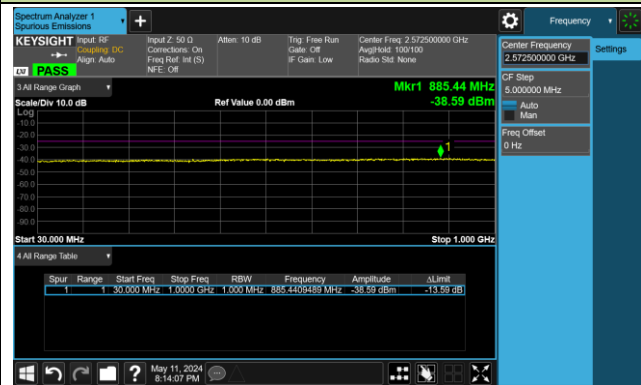 Spectrum Analyzer 1
Spurious Emissions
Frequency
KEYSIGHT Input: RF
Coupling: DC
Align: Auto
Input Z: 50 Ω
Corrections: On
Freq Ref: Int (S)
NFE: Off
Atten: 10 dB
Trig: Free Run
Gate: Off
IF Gain: Low
Center Freq: 2.572500000 GHz
Avg|Hold: 100/100
Radio Std: None
LXI PASS
3 All Range Graph
Mkr1 885.44 MHz
Scale/Div 10.0 dB
Ref Value 0.00 dBm
-38.59 dBm
Log
-10.0
-20.0
-30.0
-40.0
-50.0
-60.0
-70.0
-80.0
-90.0
1
Start 30.000 MHz
Stop 1.000 GHz
4 All Range Table
Spur Range Start Freq Stop Freq RBW Frequency Amplitude ΔLimit
1 1 30.000 MHz 1.0000 GHz 1.000 MHz 885.4409489 MHz -38.59 dBm -13.59 dB
Center Frequency
2.572500000 GHz
Settings
CF Step
5.000000 MHz
Auto
Man
Freq Offset
0 Hz
May 11, 2024
8:14:07 PM